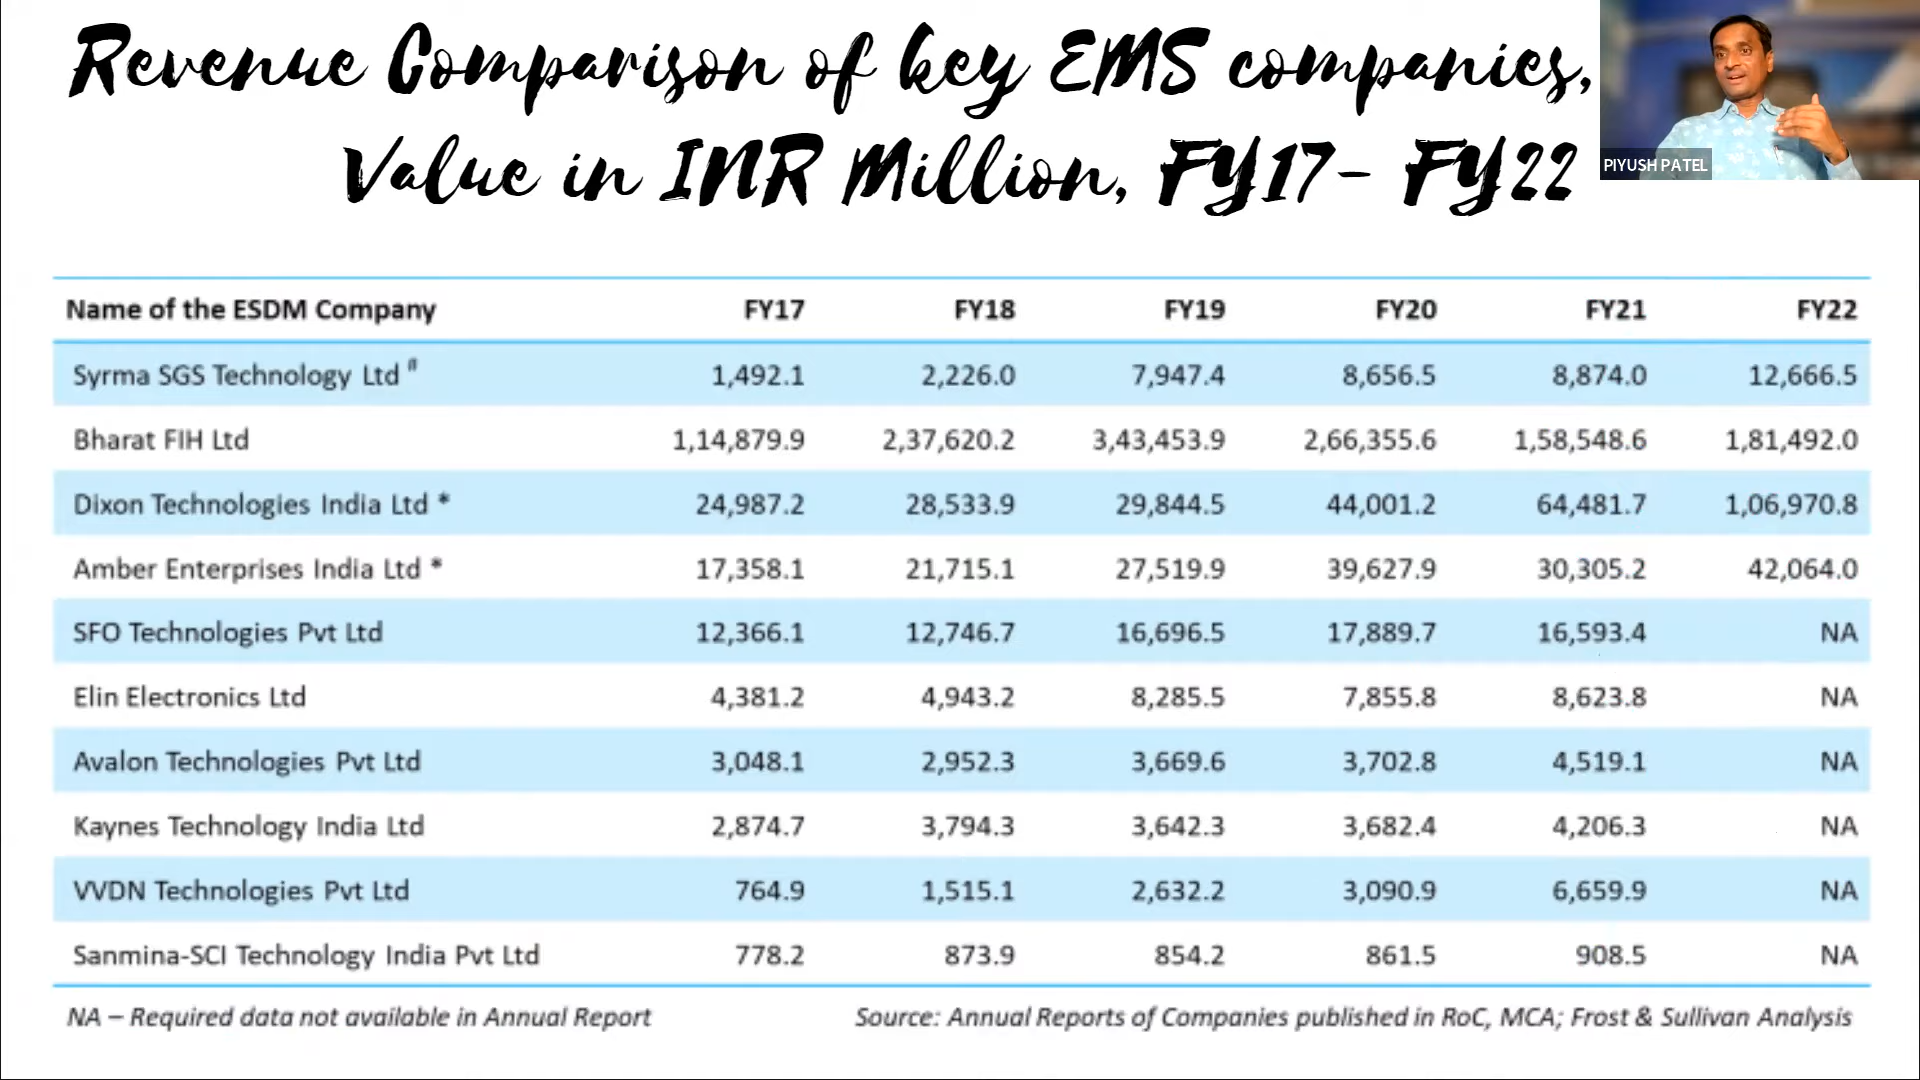 Revenue Comparison of key EMS companies,
Value in INR Million, FY17- FY22
PIYUSH PATEL
Name of the ESDM Company FY17 FY18 FY19 FY20 FY21 FY22
Syrma SGS Technology Ltd # 1,492.1 2,226.0 7,947.4 8,656.5 8,874.0 12,666.5
Bharat FIH Ltd 1,14,879.9 2,37,620.2 3,43,453.9 2,66,355.6 1,58,548.6 1,81,492.0
Dixon Technologies India Ltd * 24,987.2 28,533.9 29,844.5 44,001.2 64,481.7 1,06,970.8
Amber Enterprises India Ltd * 17,358.1 21,715.1 27,519.9 39,627.9 30,305.2 42,064.0
SFO Technologies Pvt Ltd 12,366.1 12,746.7 16,696.5 17,889.7 16,593.4 NA
Elin Electronics Ltd 4,381.2 4,943.2 8,285.5 7,855.8 8,623.8 NA
Avalon Technologies Pvt Ltd 3,048.1 2,952.3 3,669.6 3,702.8 4,519.1 NA
Kaynes Technology India Ltd 2,874.7 3,794.3 3,642.3 3,682.4 4,206.3 NA
VVDN Technologies Pvt Ltd 764.9 1,515.1 2,632.2 3,090.9 6,659.9 NA
Sanmina-SCI Technology India Pvt Ltd 778.2 873.9 854.2 861.5 908.5 NA
NA – Required data not available in Annual Report
Source: Annual Reports of Companies published in RoC, MCA; Frost & Sullivan Analysis